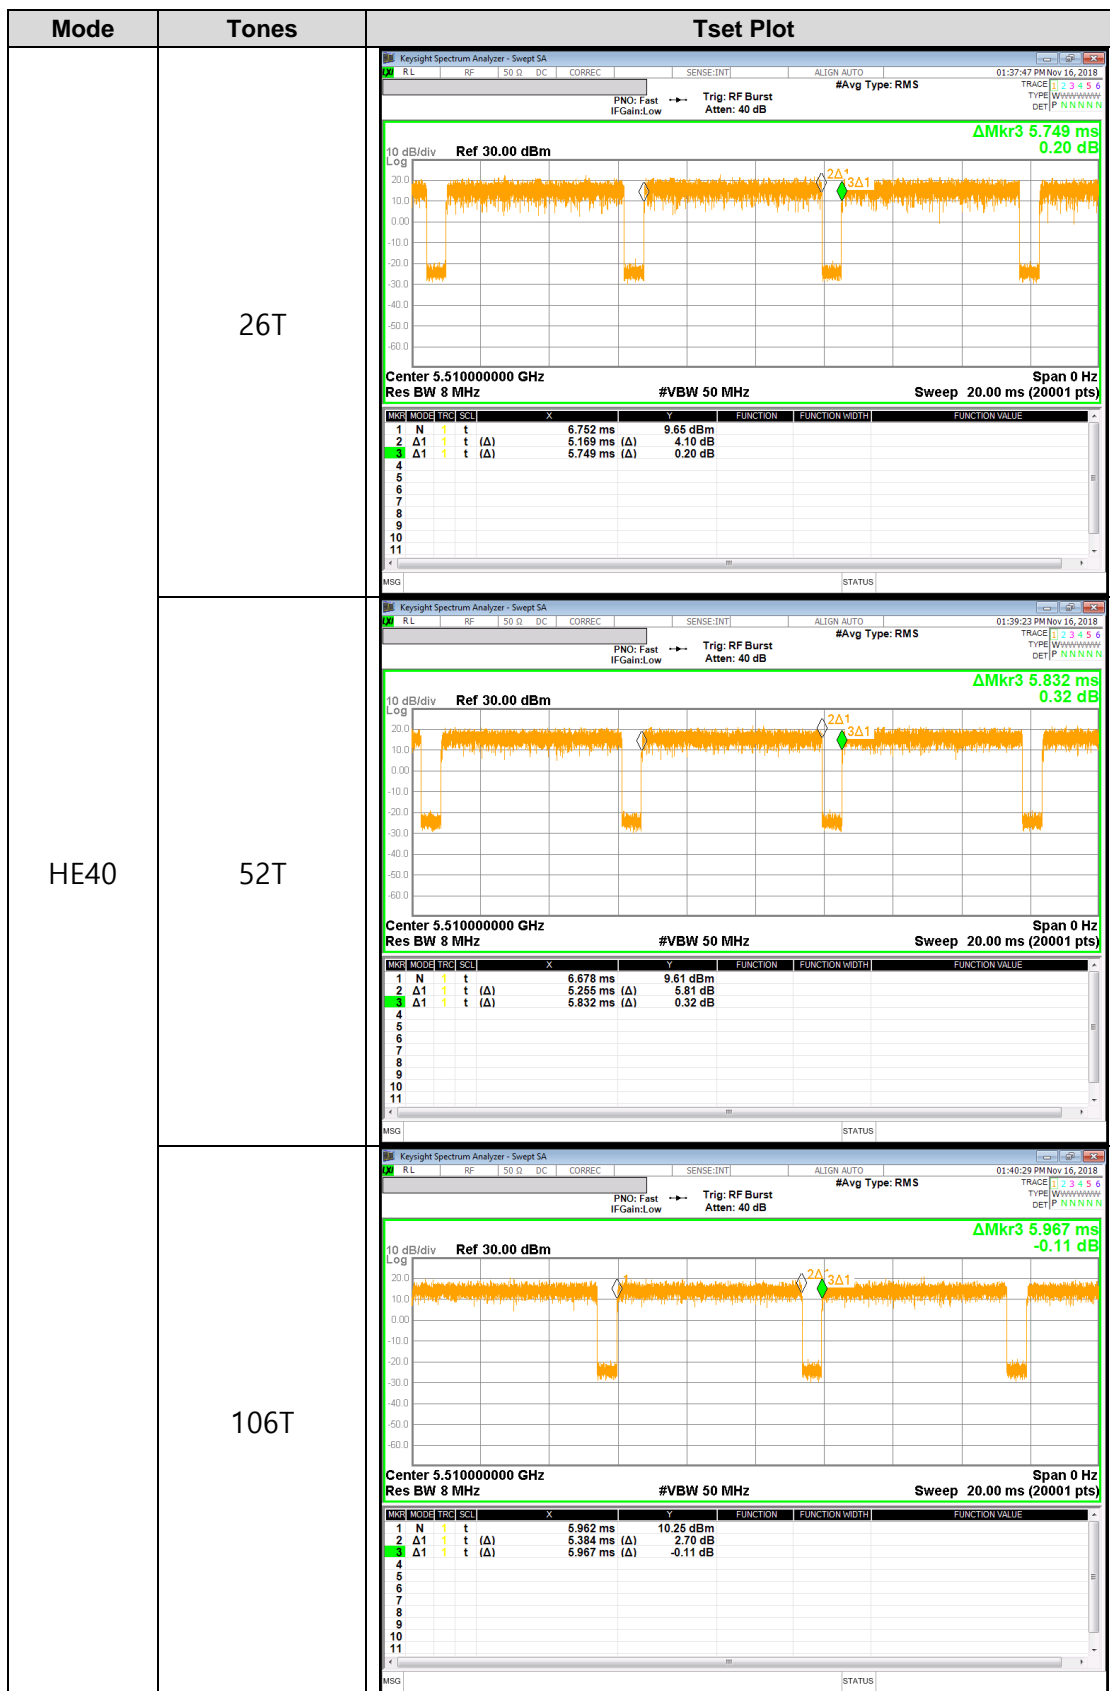 Mode Tones Tset Plot
HE40
26T
Keysight Spectrum Analyzer - Swept SA
RL RF 50 Ω DC CORREC SENSE:INT ALIGN AUTO 01:37:47 PM Nov 16, 2018
#Avg Type: RMS TRACE 1 2 3 4 5 6
PNO: Fast Trig: RF Burst TYPE WWWWWW
IFGain:Low Atten: 40 dB DET P N N N N N
ΔMkr3 5.749 ms
10 dB/div Ref 30.00 dBm 0.20 dB
Log
20.0
10.0
0.00
-10.0
-20.0
-30.0
-40.0
-50.0
-60.0
2Δ1
3Δ1
Center 5.510000000 GHz Span 0 Hz
Res BW 8 MHz #VBW 50 MHz Sweep 20.00 ms (20001 pts)
MKR MODE TRC SCL X Y FUNCTION FUNCTION WIDTH FUNCTION VALUE
1 N 1 t 6.752 ms 9.65 dBm
2 Δ1 1 t (Δ) 5.169 ms (Δ) 4.10 dB
3 Δ1 1 t (Δ) 5.749 ms (Δ) 0.20 dB
4
5
6
7
8
9
10
11
MSG STATUS
52T
Keysight Spectrum Analyzer - Swept SA
RL RF 50 Ω DC CORREC SENSE:INT ALIGN AUTO 01:39:23 PM Nov 16, 2018
#Avg Type: RMS TRACE 1 2 3 4 5 6
PNO: Fast Trig: RF Burst TYPE WWWWWW
IFGain:Low Atten: 40 dB DET P N N N N N
ΔMkr3 5.832 ms
10 dB/div Ref 30.00 dBm 0.32 dB
Log
20.0
10.0
0.00
-10.0
-20.0
-30.0
-40.0
-50.0
-60.0
2Δ1
3Δ1
Center 5.510000000 GHz Span 0 Hz
Res BW 8 MHz #VBW 50 MHz Sweep 20.00 ms (20001 pts)
MKR MODE TRC SCL X Y FUNCTION FUNCTION WIDTH FUNCTION VALUE
1 N 1 t 6.678 ms 9.61 dBm
2 Δ1 1 t (Δ) 5.255 ms (Δ) 5.81 dB
3 Δ1 1 t (Δ) 5.832 ms (Δ) 0.32 dB
4
5
6
7
8
9
10
11
MSG STATUS
106T
Keysight Spectrum Analyzer - Swept SA
RL RF 50 Ω DC CORREC SENSE:INT ALIGN AUTO 01:40:29 PM Nov 16, 2018
#Avg Type: RMS TRACE 1 2 3 4 5 6
PNO: Fast Trig: RF Burst TYPE WWWWWW
IFGain:Low Atten: 40 dB DET P N N N N N
ΔMkr3 5.967 ms
10 dB/div Ref 30.00 dBm -0.11 dB
Log
20.0
10.0
0.00
-10.0
-20.0
-30.0
-40.0
-50.0
-60.0
1
2Δ1
3Δ1
Center 5.510000000 GHz Span 0 Hz
Res BW 8 MHz #VBW 50 MHz Sweep 20.00 ms (20001 pts)
MKR MODE TRC SCL X Y FUNCTION FUNCTION WIDTH FUNCTION VALUE
1 N 1 t 5.962 ms 10.25 dBm
2 Δ1 1 t (Δ) 5.384 ms (Δ) 2.70 dB
3 Δ1 1 t (Δ) 5.967 ms (Δ) -0.11 dB
4
5
6
7
8
9
10
11
MSG STATUS